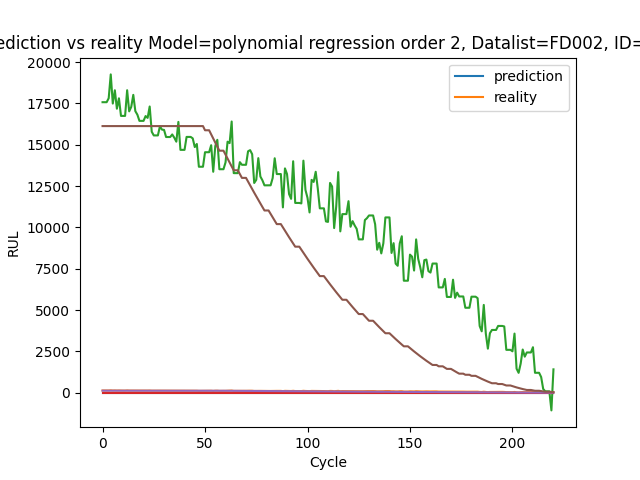 ediction vs reality Model=polynomial regression order 2, Datalist=FD002, ID=
20000
17500
15000
12500
10000
7500
5000
2500
0
RUL
prediction
reality
0 50 100 150 200
Cycle